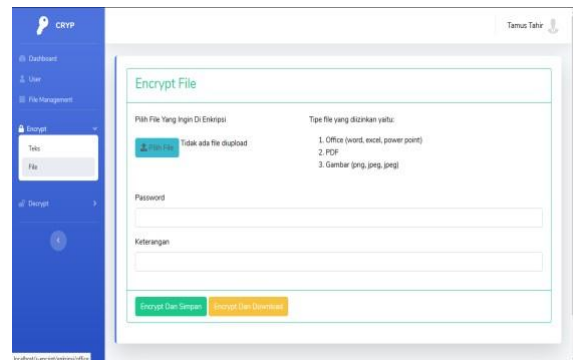 CRYP
Tamus Tahir
Dashboard
User
File Management
Encrypt
Teks
File
Decrypt
Encrypt File
Pilih File Yang Ingin Di Enkripsi
Pilih File
Tidak ada file diupload
Tipe file yang diizinkan yaitu:
1. Office (word, excel, power point)
2. PDF
3. Gambar (png, jpeg, jpeg)
Password
Keterangan
Encrypt Dan Simpan
Encrypt Dan Download